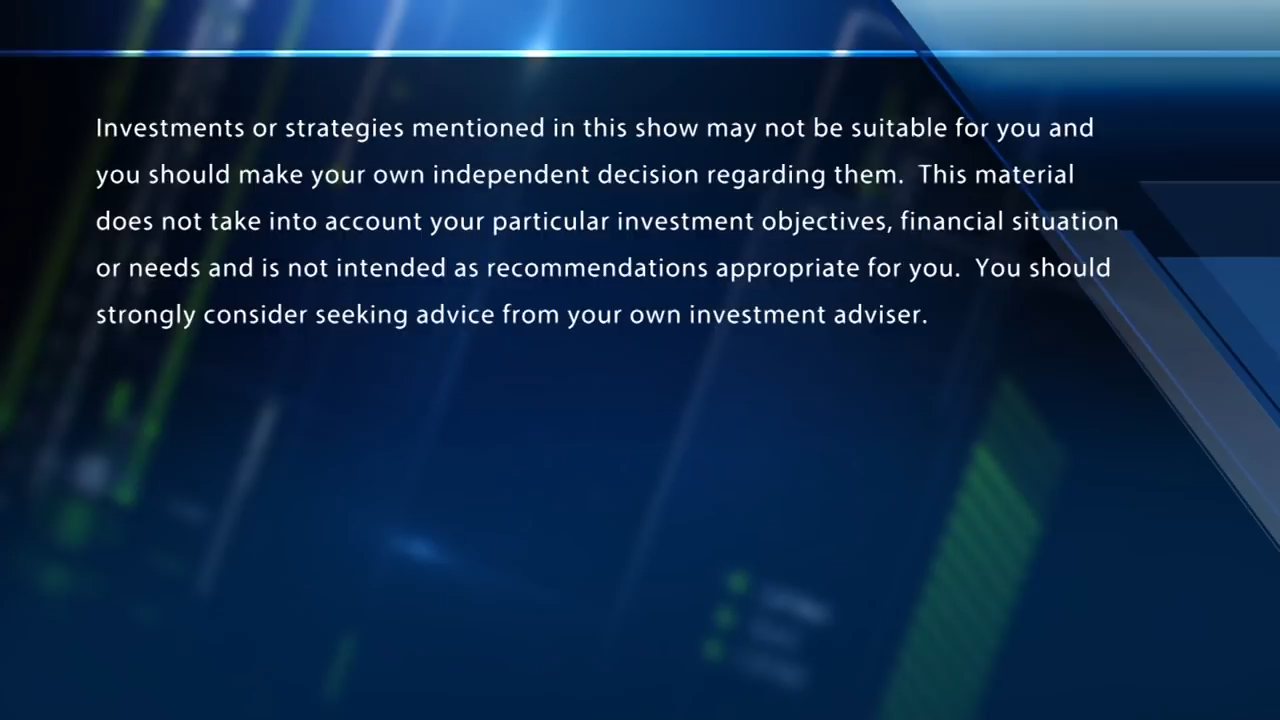 Investments or strategies mentioned in this show may not be suitable for you and
you should make your own independent decision regarding them.  This material
does not take into account your particular investment objectives, financial situation
or needs and is not intended as recommendations appropriate for you.  You should
strongly consider seeking advice from your own investment adviser.